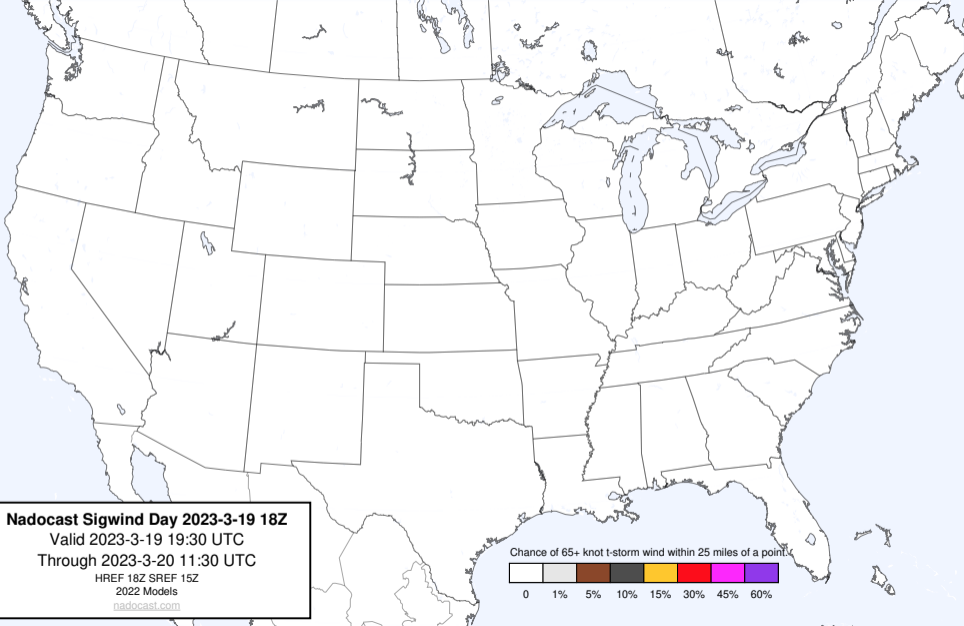 Nadocast Sigwind Day 2023-3-19 18Z
Valid 2023-3-19 19:30 UTC
Through 2023-3-20 11:30 UTC
HREF 18Z SREF 15Z
2022 Models
nadocast.com
Chance of 65+ knot t-storm wind within 25 miles of a point.
0 1% 5% 10% 15% 30% 45% 60%